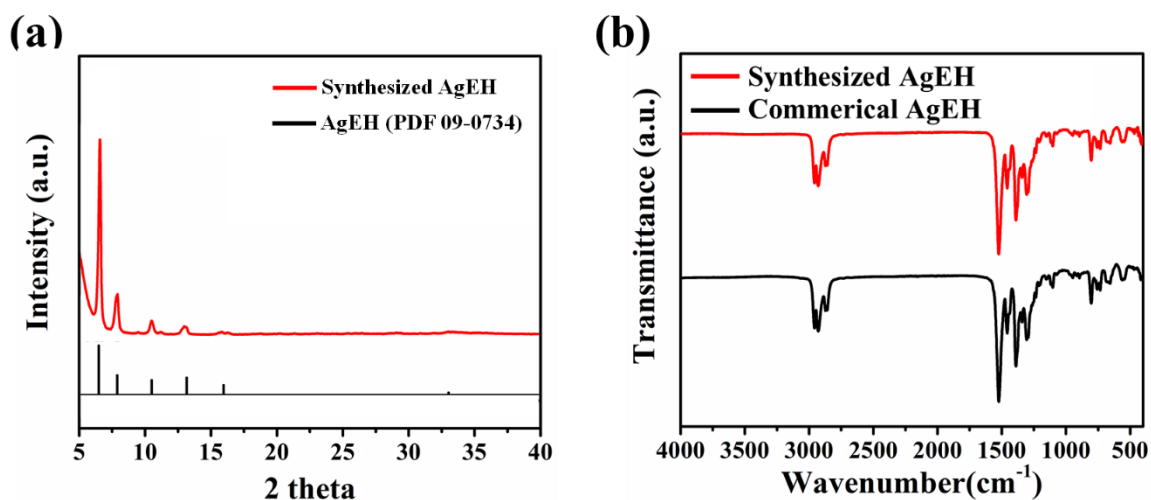 (a)
Synthesized AgEH
AgEH (PDF 09-0734)
Intensity (a.u.)
5 10 15 20 25 30 35 40
2 theta
(b)
Synthesized AgEH
Commerical AgEH
Transmittance (a.u.)
4000 3500 3000 2500 2000 1500 1000 500
Wavenumber(cm⁻¹)